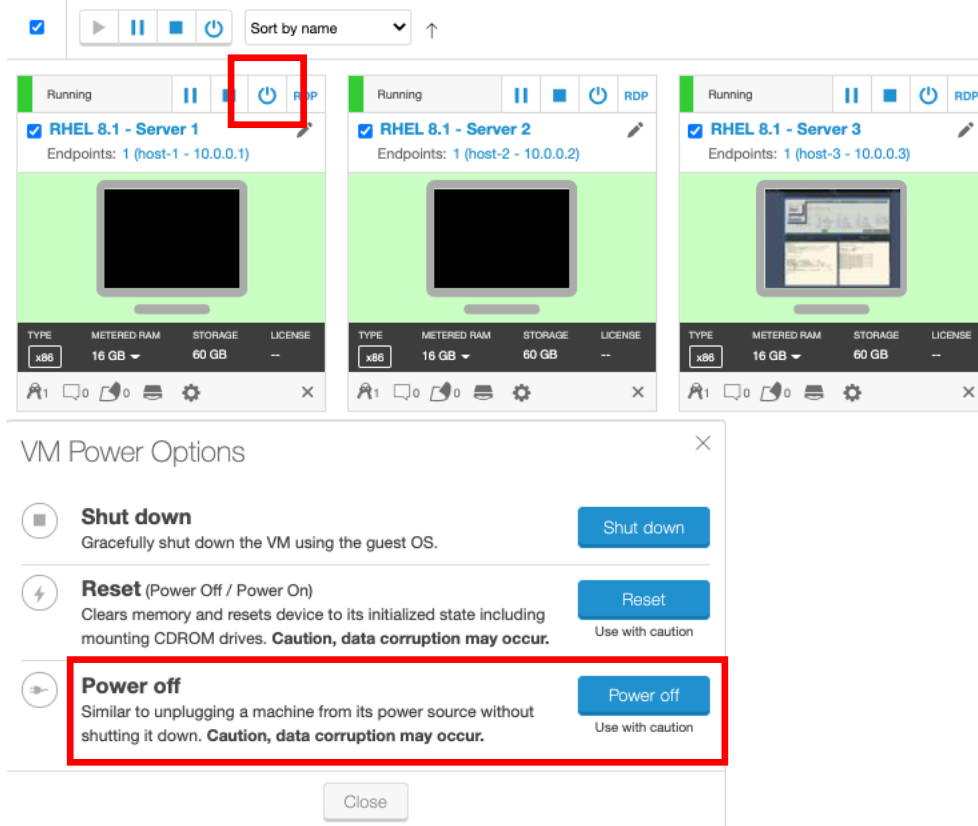 Sort by name
Running RDP
RHEL 8.1 - Server 1
Endpoints: 1 (host-1 - 10.0.0.1)
TYPE METERED RAM STORAGE LICENSE
x86 16 GB 60 GB --
1 0 0
Running RDP
RHEL 8.1 - Server 2
Endpoints: 1 (host-2 - 10.0.0.2)
TYPE METERED RAM STORAGE LICENSE
x86 16 GB 60 GB --
1 0 0
Running RDP
RHEL 8.1 - Server 3
Endpoints: 1 (host-3 - 10.0.0.3)
TYPE METERED RAM STORAGE LICENSE
x86 16 GB 60 GB --
1 0 0
VM Power Options
Shut down
Gracefully shut down the VM using the guest OS.
Shut down
Reset (Power Off / Power On)
Clears memory and resets device to its initialized state including
mounting CDROM drives. Caution, data corruption may occur.
Reset
Use with caution
Power off
Similar to unplugging a machine from its power source without
shutting it down. Caution, data corruption may occur.
Power off
Use with caution
Close